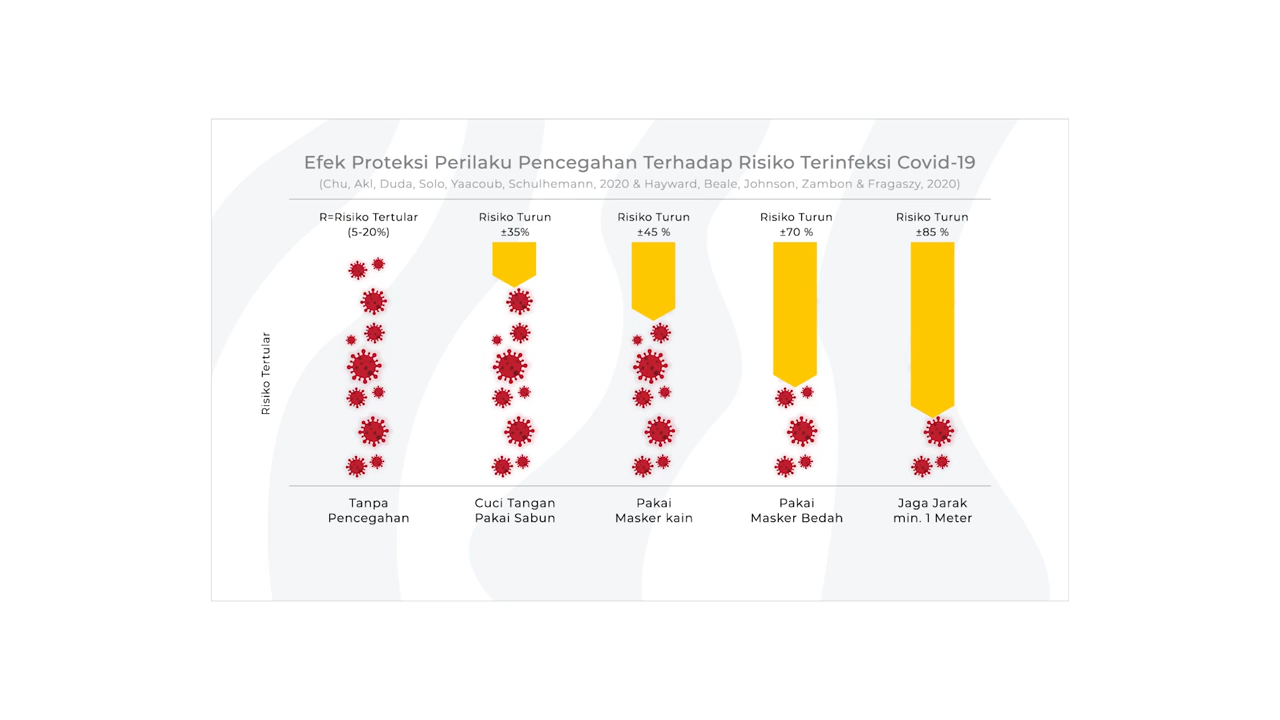 Efek Proteksi Perilaku Pencegahan Terhadap Risiko Terinfeksi Covid-19
(Chu, Akl, Duda, Solo, Yaacoub, Schulhemann, 2020 & Hayward, Beale, Johnson, Zambon & Fragaszy, 2020)
R=Risiko Tertular
(5-20%)
Risiko Turun
±35%
Risiko Turun
±45 %
Risiko Turun
±70 %
Risiko Turun
±85 %
Risiko Tertular
Tanpa
Pencegahan
Cuci Tangan
Pakai Sabun
Pakai
Masker kain
Pakai
Masker Bedah
Jaga Jarak
min. 1 Meter